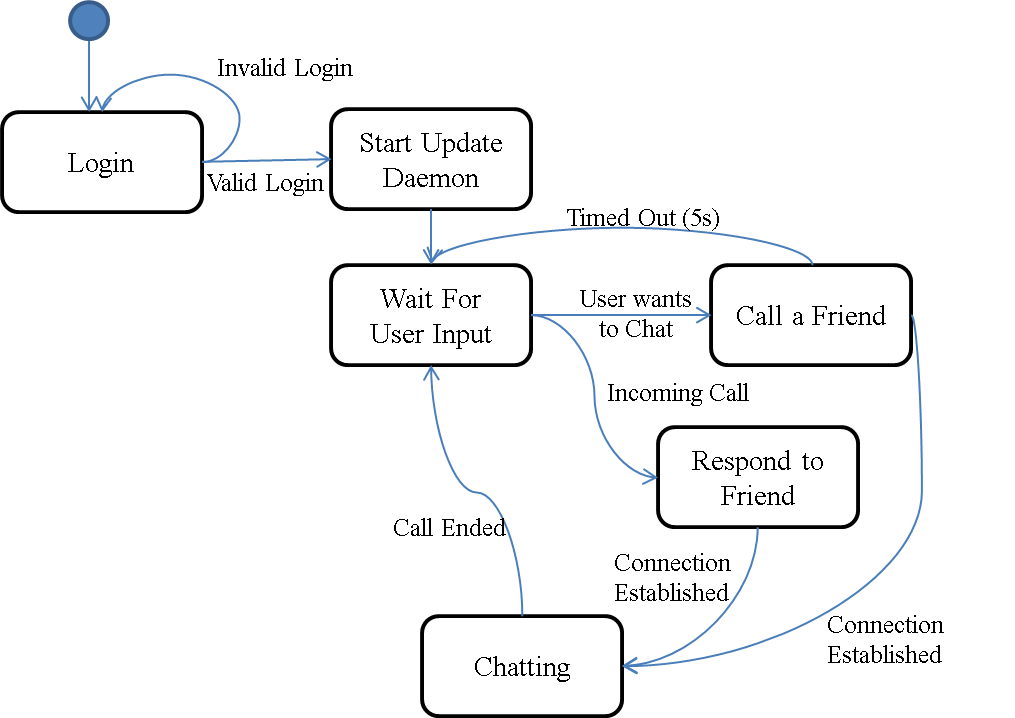 Invalid Login
Login
Valid Login
Start Update
Daemon
Timed Out (5s)
Wait For
User Input
User wants
to Chat
Call a Friend
Incoming Call
Respond to
Friend
Call Ended
Connection
Established
Connection
Established
Chatting